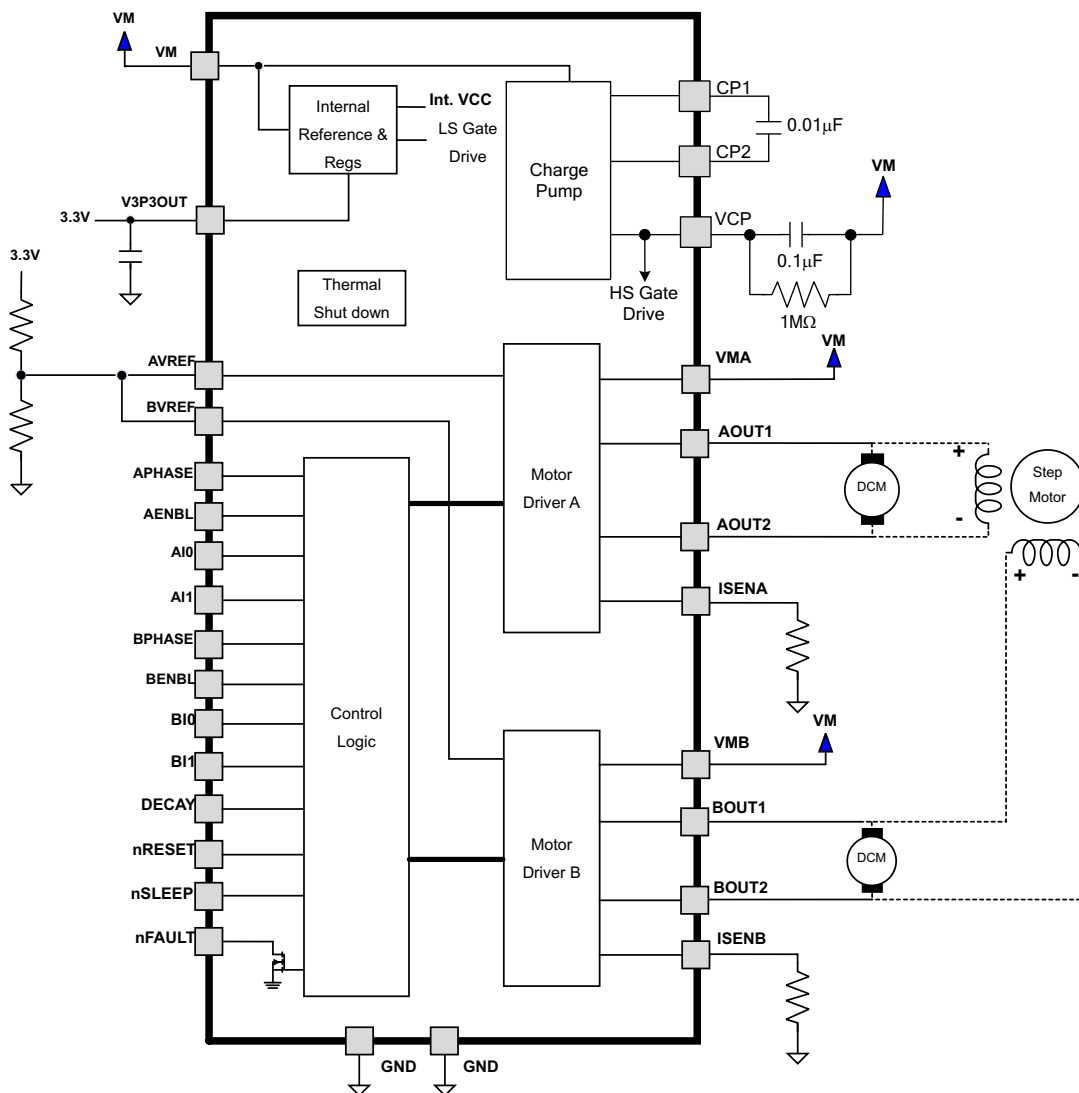 VM
VM
Internal
Reference &
Regs
Int. VCC
LS Gate
Drive
Charge
Pump
CP1
0.01μF
CP2
VM
V3P3OUT
3.3V
3.3V
VCP
0.1μF
1MΩ
HS Gate
Drive
Thermal
Shut down
VM
AVREF
VMA
BVREF
AOUT1
APHASE
AENBL
AI0
AI1
BPHASE
BENBL
BI0
BI1
DECAY
nRESET
nSLEEP
nFAULT
Control
Logic
Motor
Driver A
DCM
+
-
Step
Motor
+ -
AOUT2
ISENA
VM
VMB
BOUT1
Motor
Driver B
DCM
BOUT2
ISENB
GND
GND